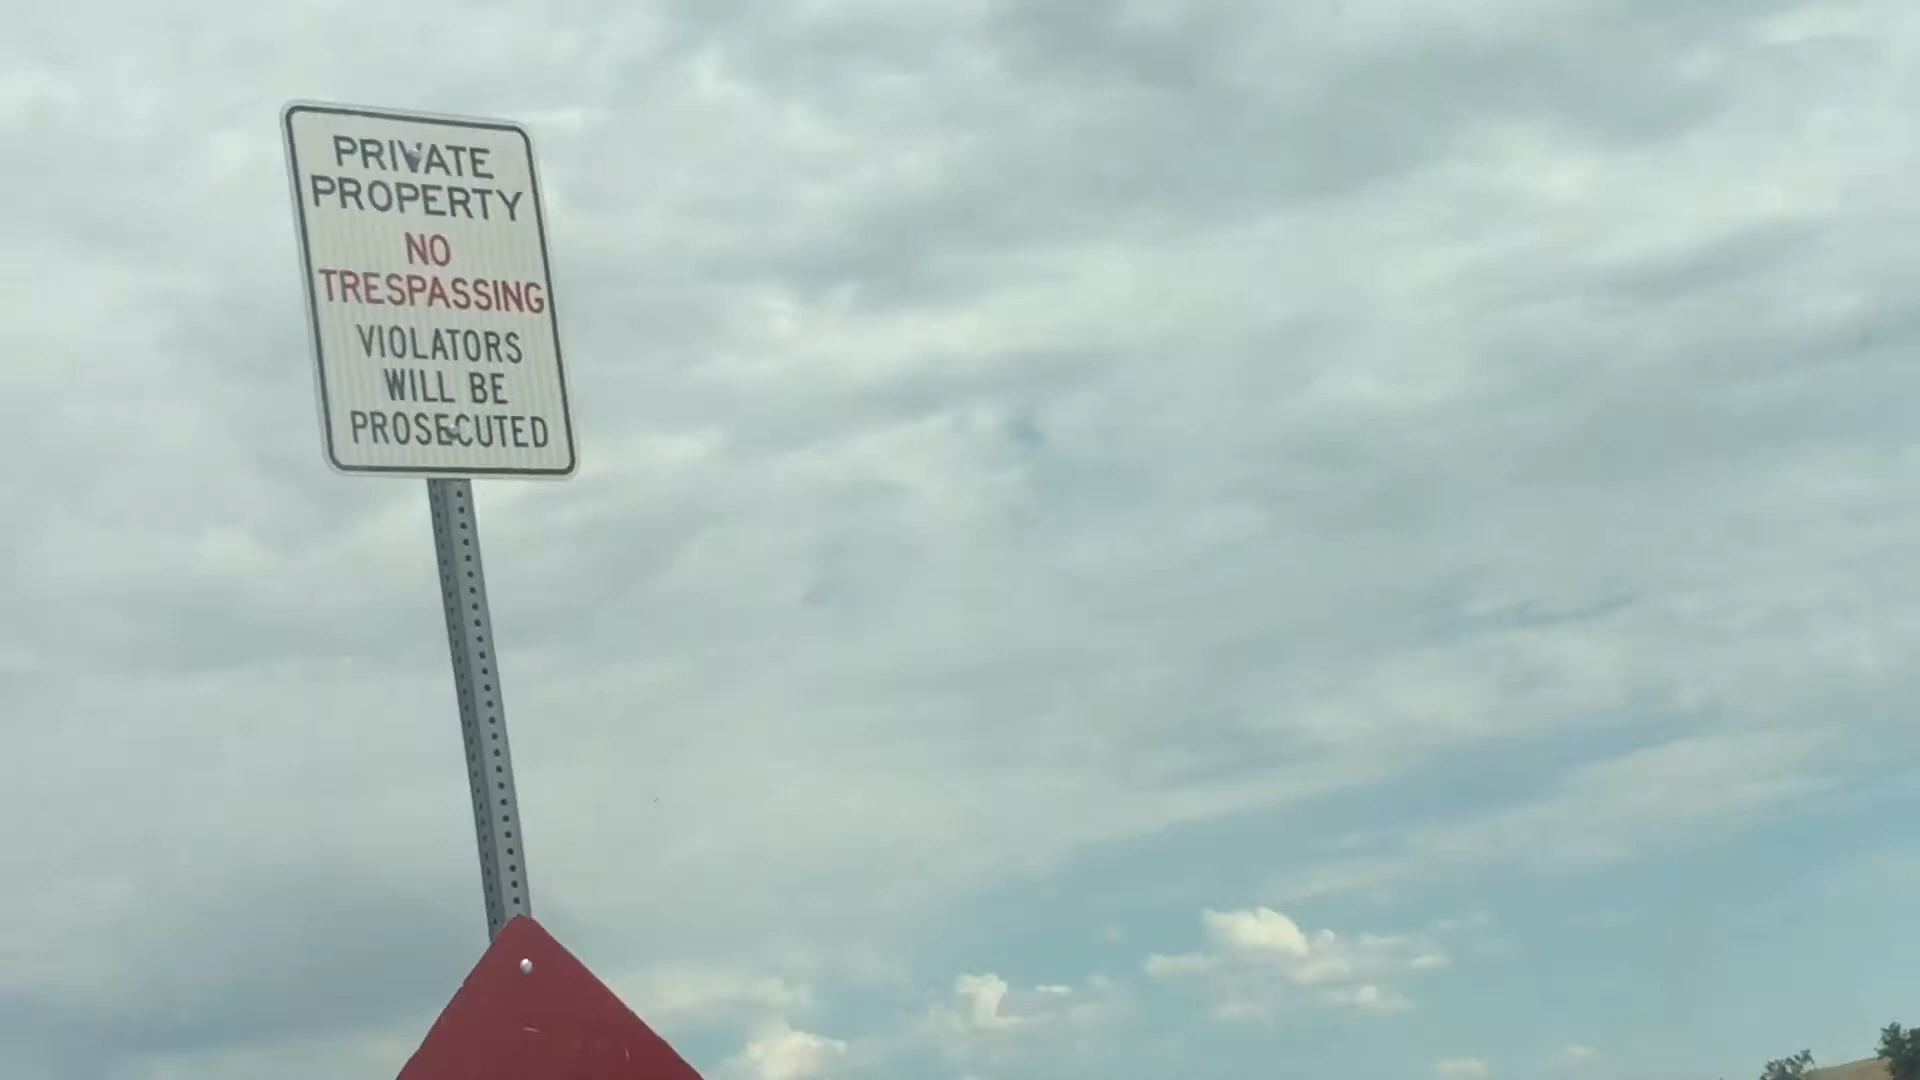 PRIVATE
PROPERTY
NO
TRESPASSING
VIOLATORS
WILL BE
PROSECUTED